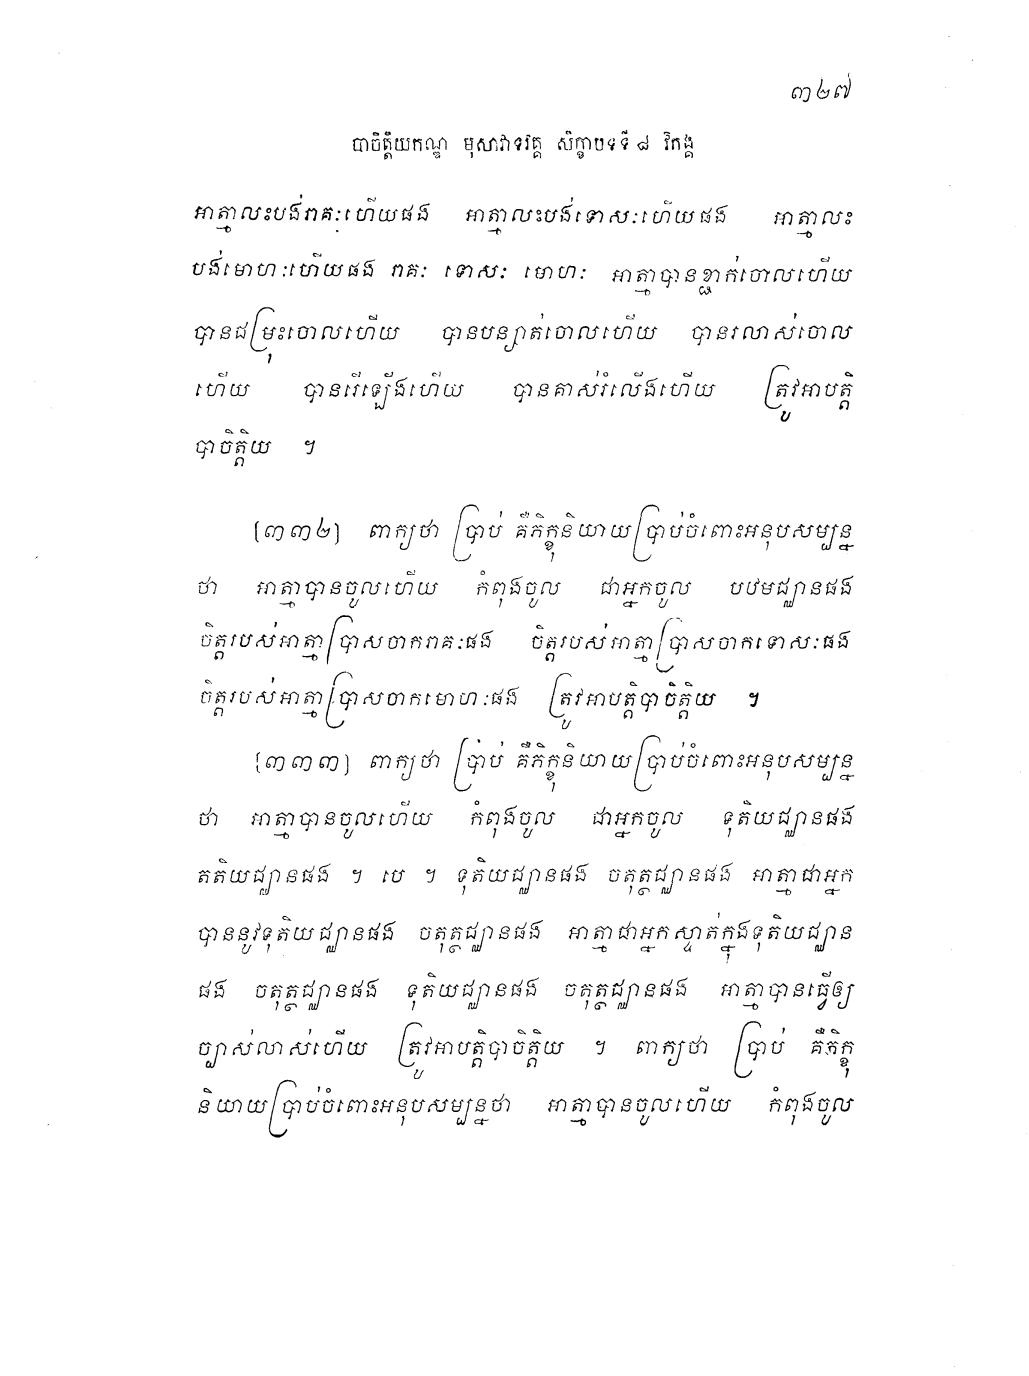 ៣២៧
បាចិត្តិយកណ្ឌ មុសាវាទវគ្គ សិក្ខាបទទី ៨ វិភង្គ
អាត្មាលះបង់រាគៈហើយផង អាត្មាលះបង់ទោសៈហើយផង អាត្មាលះ
បង់មោហៈហើយផង រាគៈ ទោសៈ មោហៈ អាត្មាបានខ្ជាក់ចោលហើយ
បានជម្រុះចោលហើយ បានបន្សាត់ចោលហើយ បានរលាស់ចោល
ហើយ បានរើឡើងហើយ បានគាស់រំលើងហើយ ត្រូវអាបត្តិ
បាចិត្តិយ ។
[៣៣២] ពាក្យថា ប្រាប់ គឺភិក្ខុនិយាយប្រាប់ចំពោះអនុបសម្បន្ន
ថា អាត្មាបានចូលហើយ កំពុងចូល ជាអ្នកចូល បឋមជ្ឈានផង
ចិត្តរបស់អាត្មាប្រាសចាករាគៈផង ចិត្តរបស់អាត្មាប្រាសចាកទោសៈផង
ចិត្តរបស់អាត្មាប្រាសចាកមោហៈផង ត្រូវអាបត្តិបាចិត្តិយ ។
[៣៣៣] ពាក្យថា ប្រាប់ គឺភិក្ខុនិយាយប្រាប់ចំពោះអនុបសម្បន្ន
ថា អាត្មាបានចូលហើយ កំពុងចូល ជាអ្នកចូល ទុតិយជ្ឈានផង
តតិយជ្ឈានផង ។ បេ ។ ទុតិយជ្ឈានផង ចតុត្ថជ្ឈានផង អាត្មាជាអ្នក
បាននូវទុតិយជ្ឈានផង ចតុត្ថជ្ឈានផង អាត្មាជាអ្នកស្ទាត់ក្នុងទុតិយជ្ឈាន
ផង ចតុត្ថជ្ឈានផង ទុតិយជ្ឈានផង ចតុត្ថជ្ឈានផង អាត្មាបានធ្វើឲ្យ
ច្បាស់លាស់ហើយ ត្រូវអាបត្តិបាចិត្តិយ ។ ពាក្យថា ប្រាប់ គឺភិក្ខុ
និយាយប្រាប់ចំពោះអនុបសម្បន្នថា អាត្មាបានចូលហើយ កំពុងចូល